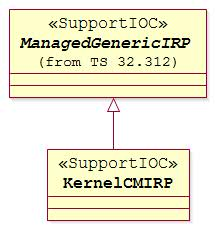 «SupportIOC»
ManagedGenericIRP
(from TS 32.312)
«SupportIOC»
KernelCMIRP